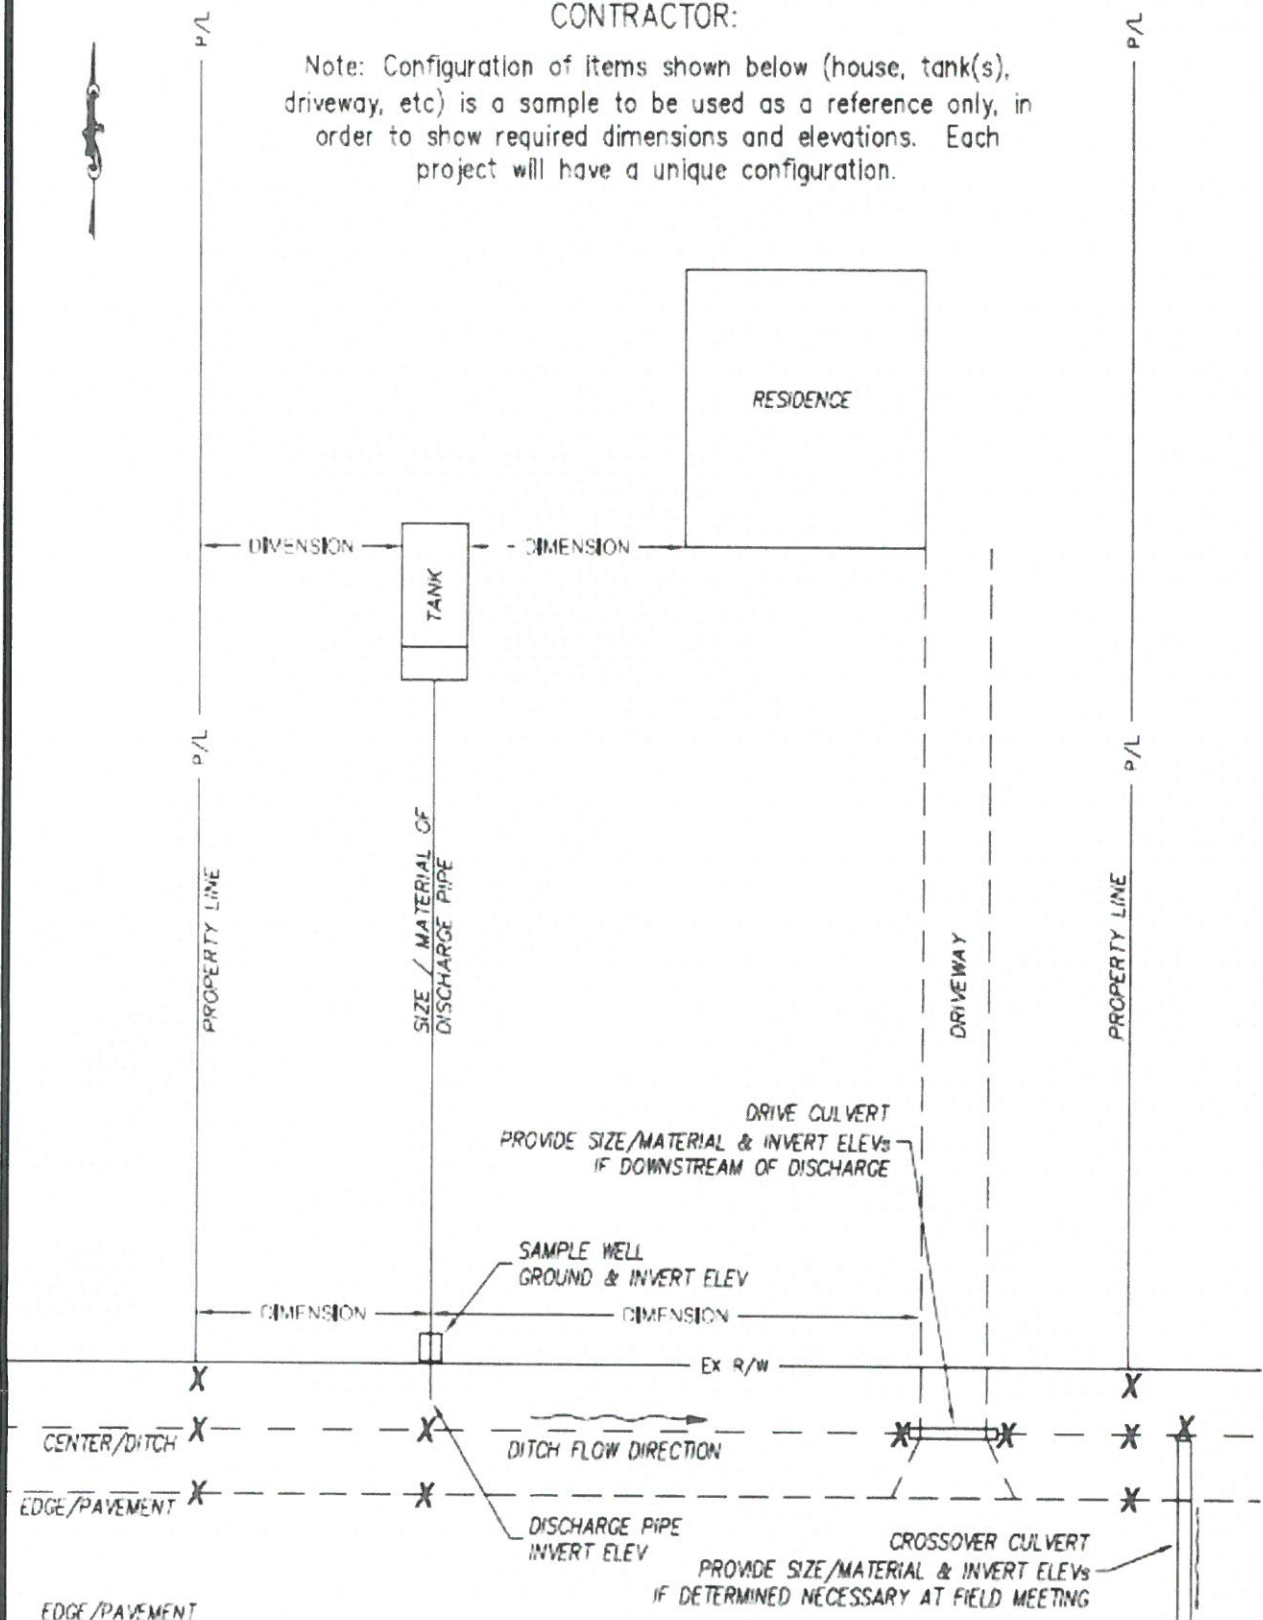 CONTRACTOR:
Note: Configuration of items shown below (house, tank(s),
driveway, etc) is a sample to be used as a reference only, in
order to show required dimensions and elevations. Each
project will have a unique configuration.
P/L
P/L
RESIDENCE
DIMENSION
DIMENSION
TANK
P/L
P/L
PROPERTY LINE
SIZE / MATERIAL OF
DISCHARGE PIPE
DRIVEWAY
PROPERTY LINE
DRIVE CULVERT
PROVIDE SIZE/MATERIAL & INVERT ELEVs
IF DOWNSTREAM OF DISCHARGE
SAMPLE WELL
GROUND & INVERT ELEV
DIMENSION
DIMENSION
EX R/W
X
X
CENTER/DITCH
X
X
DITCH FLOW DIRECTION
X
X
X
X
EDGE/PAVEMENT
X
X
X
DISCHARGE PIPE
INVERT ELEV
CROSSOVER CULVERT
PROVIDE SIZE/MATERIAL & INVERT ELEVs
IF DETERMINED NECESSARY AT FIELD MEETING
EDGE/PAVEMENT